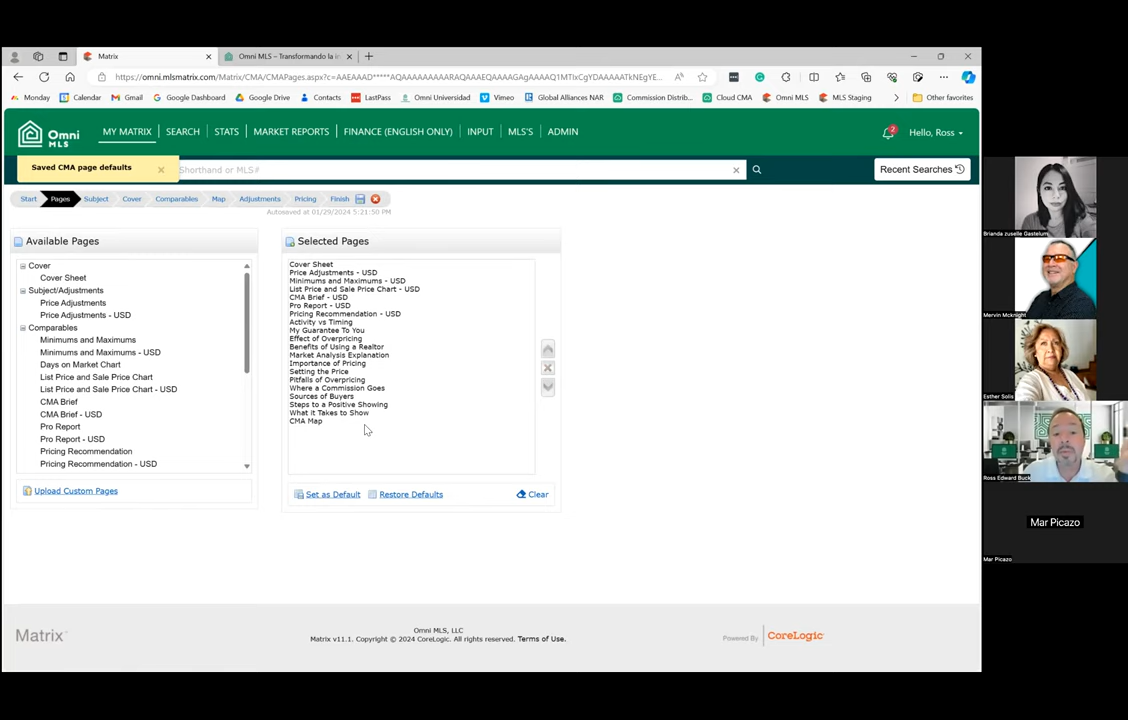 Matrix
Omni MLS – Transformando la i
https://omni.mlsmatrix.com/Matrix/CMA/CMAPages.aspx?c=AAEAAAD*****AQAAAAAAAAARAQAAAEQAAAAGAgAAAAQ1MTIxCgYDAAAAATkNEgYE...
Monday
Calendar
Gmail
Google Dashboard
Google Drive
Contacts
LastPass
Omni Universidad
Vimeo
Global Alliances NAR
Commission Distrib...
Cloud CMA
Omni MLS
MLS Staging
Other favorites
Omni MLS
MY MATRIX
SEARCH
STATS
MARKET REPORTS
FINANCE (ENGLISH ONLY)
INPUT
MLS'S
ADMIN
2
Hello, Ross
Saved CMA page defaults
Shorthand or MLS#
Recent Searches
Start
Pages
Subject
Cover
Comparables
Map
Adjustments
Pricing
Finish
Autosaved at 01/29/2024 5:21:50 PM
Available Pages
Cover
Cover Sheet
Subject/Adjustments
Price Adjustments
Price Adjustments - USD
Comparables
Minimums and Maximums
Minimums and Maximums - USD
Days on Market Chart
List Price and Sale Price Chart
List Price and Sale Price Chart - USD
CMA Brief
CMA Brief - USD
Pro Report
Pro Report - USD
Pricing Recommendation
Pricing Recommendation - USD
Upload Custom Pages
Selected Pages
Cover Sheet
Price Adjustments - USD
Minimums and Maximums - USD
List Price and Sale Price Chart - USD
CMA Brief - USD
Pro Report - USD
Pricing Recommendation - USD
Activity vs Timing
My Guarantee To You
Effect of Overpricing
Benefits of Using a Realtor
Market Analysis Explanation
Importance of Pricing
Setting the Price
Pitfalls of Overpricing
Where a Commission Goes
Sources of Buyers
Steps to a Positive Showing
What it Takes to Show
CMA Map
Set as Default
Restore Defaults
Clear
Matrix
Omni MLS, LLC
Matrix v11.1. Copyright © 2024 CoreLogic. All rights reserved. Terms of Use.
Powered By
CoreLogic
Brianda zuselle Gastelum
Mervin Mcknight
Esther Solis
Ross Edward Buck
Mar Picazo
Mar Picazo